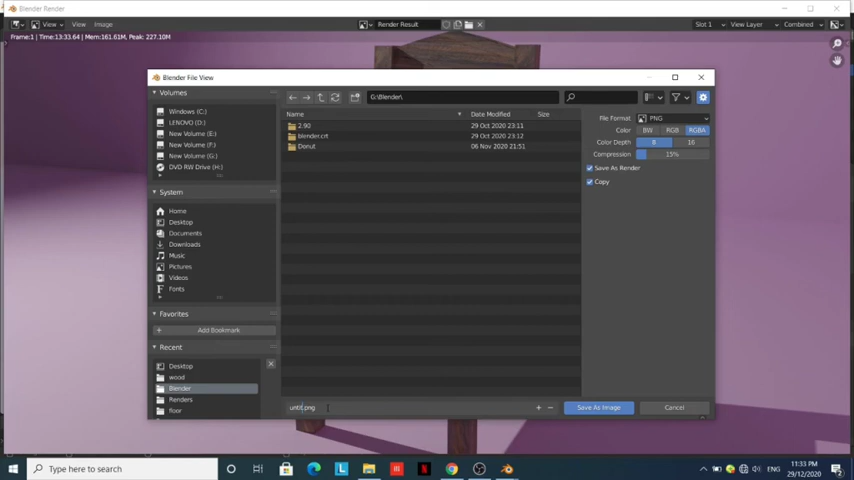 Blender Render
View View Image Render Result Slot 1 View Layer Combined
Frame:1 | Time:13:33.64 | Mem:161.61M, Peak: 227.10M
Blender File View
Volumes
G:\Blender\
Windows (C:)
LENOVO (D:)
New Volume (E:)
New Volume (F:)
New Volume (G:)
DVD RW Drive (H:)
System
Home
Desktop
Documents
Downloads
Music
Pictures
Videos
Fonts
Favorites
Add Bookmark
Recent
Desktop
wood
Blender
Renders
floor
Name Date Modified Size
2.90 29 Oct 2020 23:11
blender.crt 29 Oct 2020 23:12
Donut 06 Nov 2020 21:51
File Format PNG
Color BW RGB RGBA
Color Depth 8 16
Compression 15%
Save As Render
Copy
untit.png
Save As Image Cancel
Type here to search
ENG
11:33 PM
29/12/2020
2